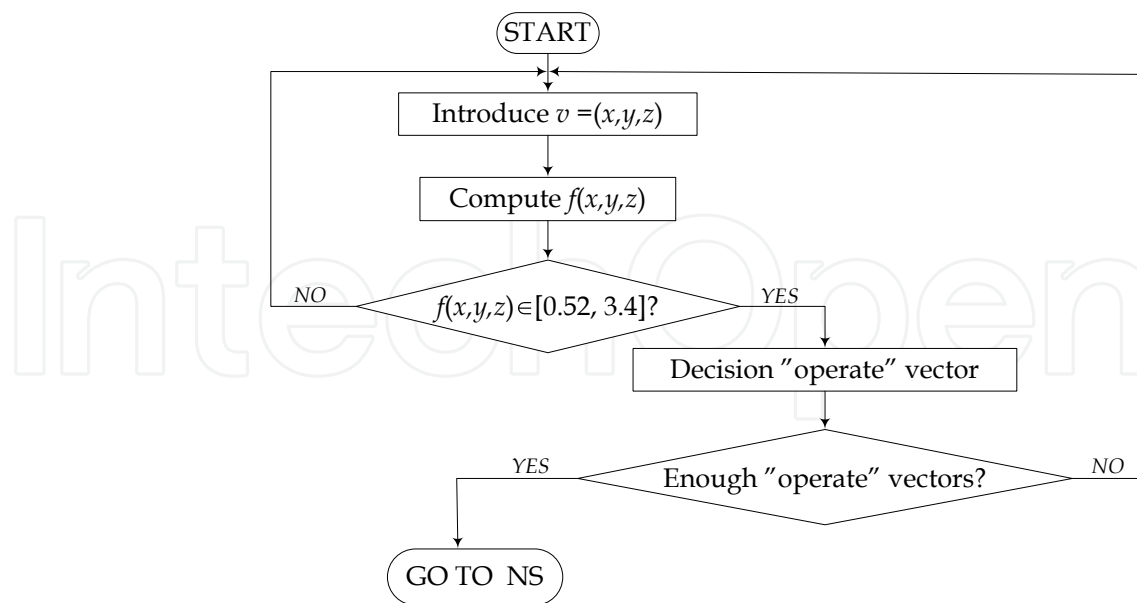 START
Introduce v =(x,y,z)
Compute f(x,y,z)
NO
f(x,y,z)∈[0.52, 3.4]?
YES
IntechOpen
Decision ”operate” vector
YES
Enough ”operate” vectors?
NO
GO TO NS